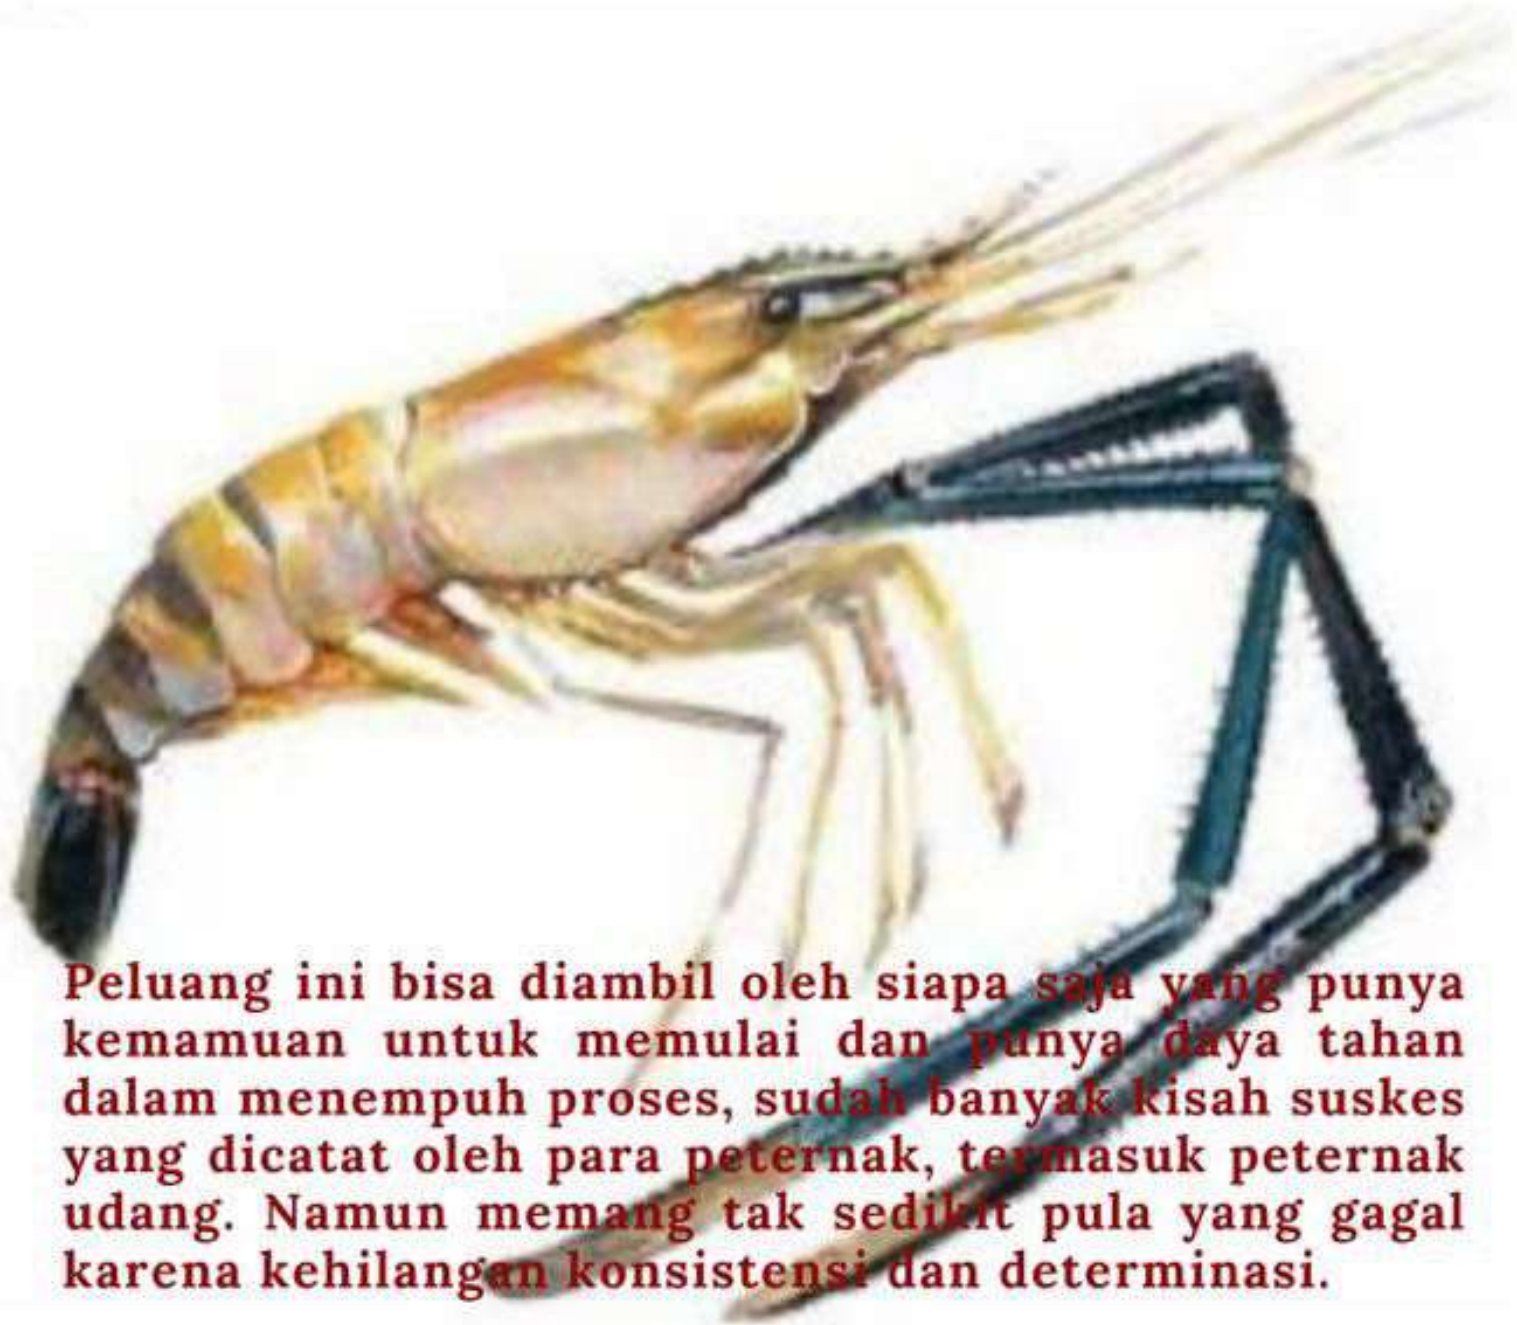 Peluang ini bisa diambil oleh siapa saja yang punya
kemamuan untuk memulai dan punya daya tahan
dalam menempuh proses, sudah banyak kisah suskes
yang dicatat oleh para peternak, termasuk peternak
udang. Namun memang tak sedikit pula yang gagal
karena kehilangan konsistensi dan determinasi.